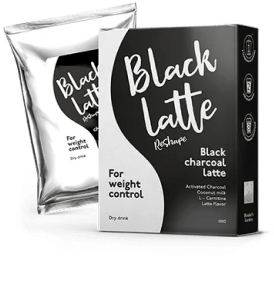 Black
latte
ReShape
For
weight
control
Dry drink
Black
latte
ReShape
Black
charcoal
latte
For
weight
control
Activated Charcoal
Coconut milk
L - Carnitine
Latte flavor
Dry drink